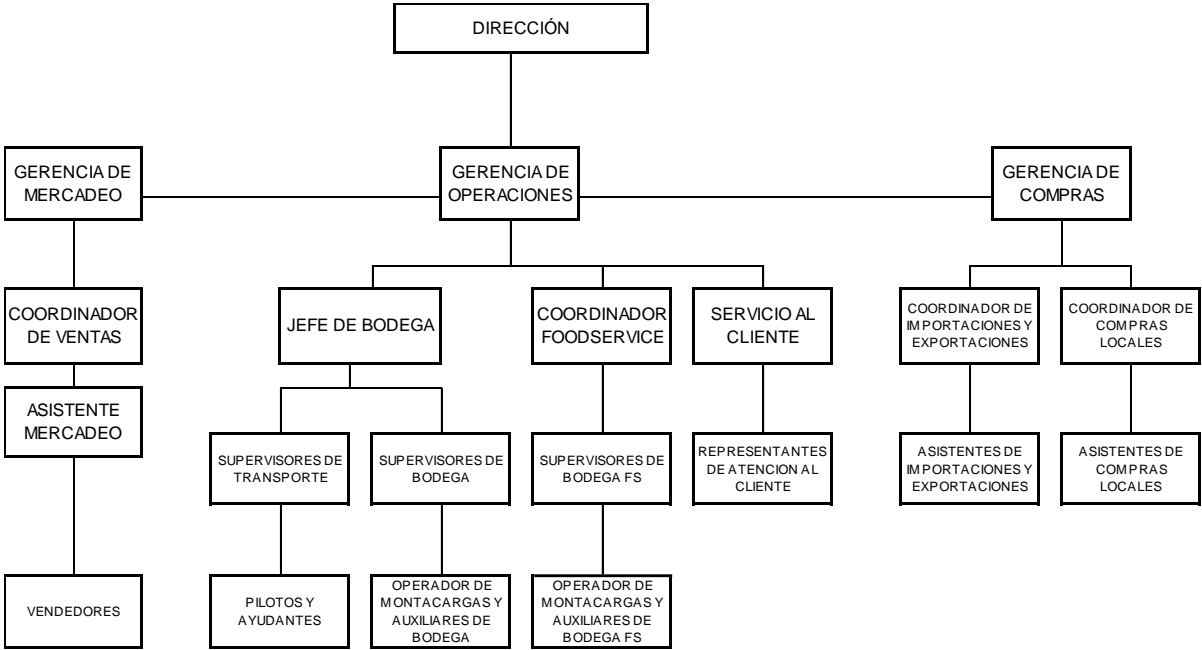 DIRECCIÓN
GERENCIA DE
MERCADEO
GERENCIA DE
OPERACIONES
GERENCIA DE
COMPRAS
COORDINADOR
DE VENTAS
JEFE DE BODEGA
COORDINADOR
FOODSERVICE
SERVICIO AL
CLIENTE
COORDINADOR DE
IMPORTACIONES Y
EXPORTACIONES
COORDINADOR DE
COMPRAS
LOCALES
ASISTENTE
MERCADEO
SUPERVISORES DE
TRANSPORTE
SUPERVISORES DE
BODEGA
SUPERVISORES DE
BODEGA FS
REPRESENTANTES
DE ATENCION AL
CLIENTE
ASISTENTES DE
IMPORTACIONES Y
EXPORTACIONES
ASISTENTES DE
COMPRAS
LOCALES
VENDEDORES
PILOTOS Y
AYUDANTES
OPERADOR DE
MONTACARGAS Y
AUXILIARES DE
BODEGA
OPERADOR DE
MONTACARGAS Y
AUXILIARES DE
BODEGA FS